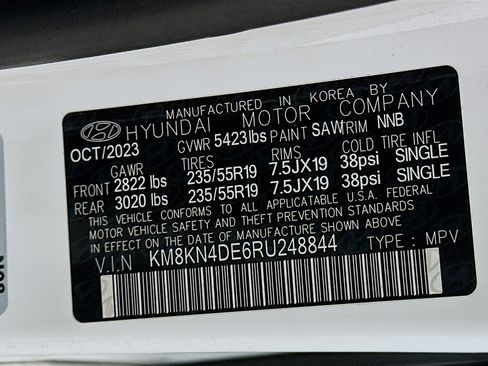 MANUFACTURED IN KOREA BY
HYUNDAI MOTOR COMPANY
OCT/2023 GVWR 5423lbs PAINT SAW TRIM NNB
GAWR TIRES RIMS COLD TIRE INFL
FRONT 2822 lbs 235/55R19 7.5JX19 38psi SINGLE
REAR 3020 lbs 235/55R19 7.5JX19 38psi SINGLE
THIS VEHICLE CONFORMS TO ALL APPLICABLE U.S.A. FEDERAL
MOTOR VEHICLE SAFETY AND THEFT PREVENTION STANDARDS
IN EFFECT ON THE DATE OF MANUFACTURE SHOWN ABOVE.
V.I.N KM8KN4DE6RU248844 TYPE : MPV